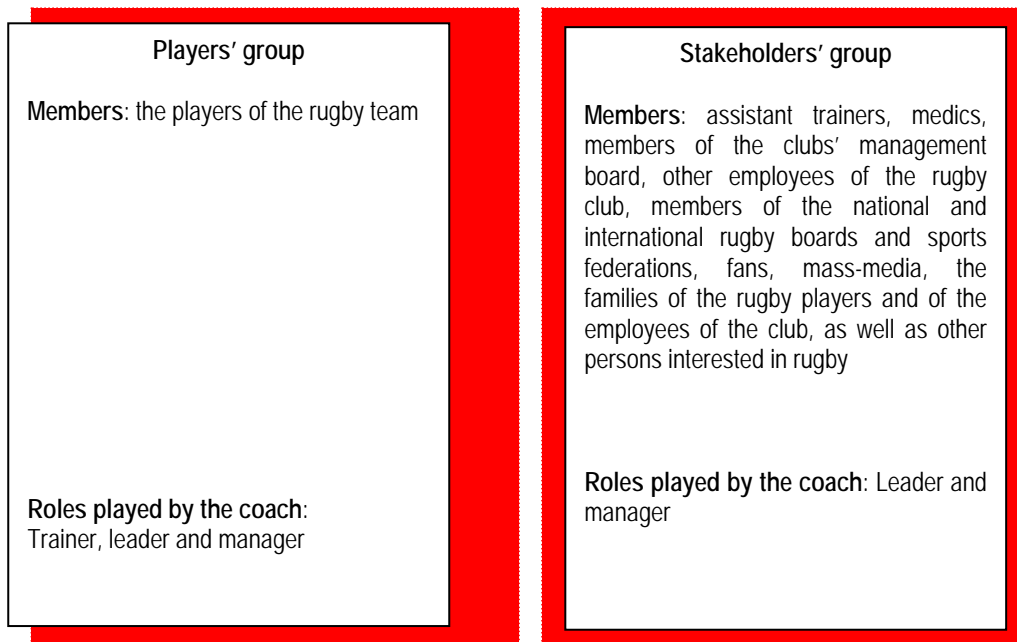 Players’ group
Members: the players of the rugby team
Roles played by the coach:
Trainer, leader and manager
Stakeholders’ group
Members: assistant trainers, medics,
members of the clubs’ management
board, other employees of the rugby
club, members of the national and
international rugby boards and sports
federations, fans, mass-media, the
families of the rugby players and of the
employees of the club, as well as other
persons interested in rugby
Roles played by the coach: Leader and
manager